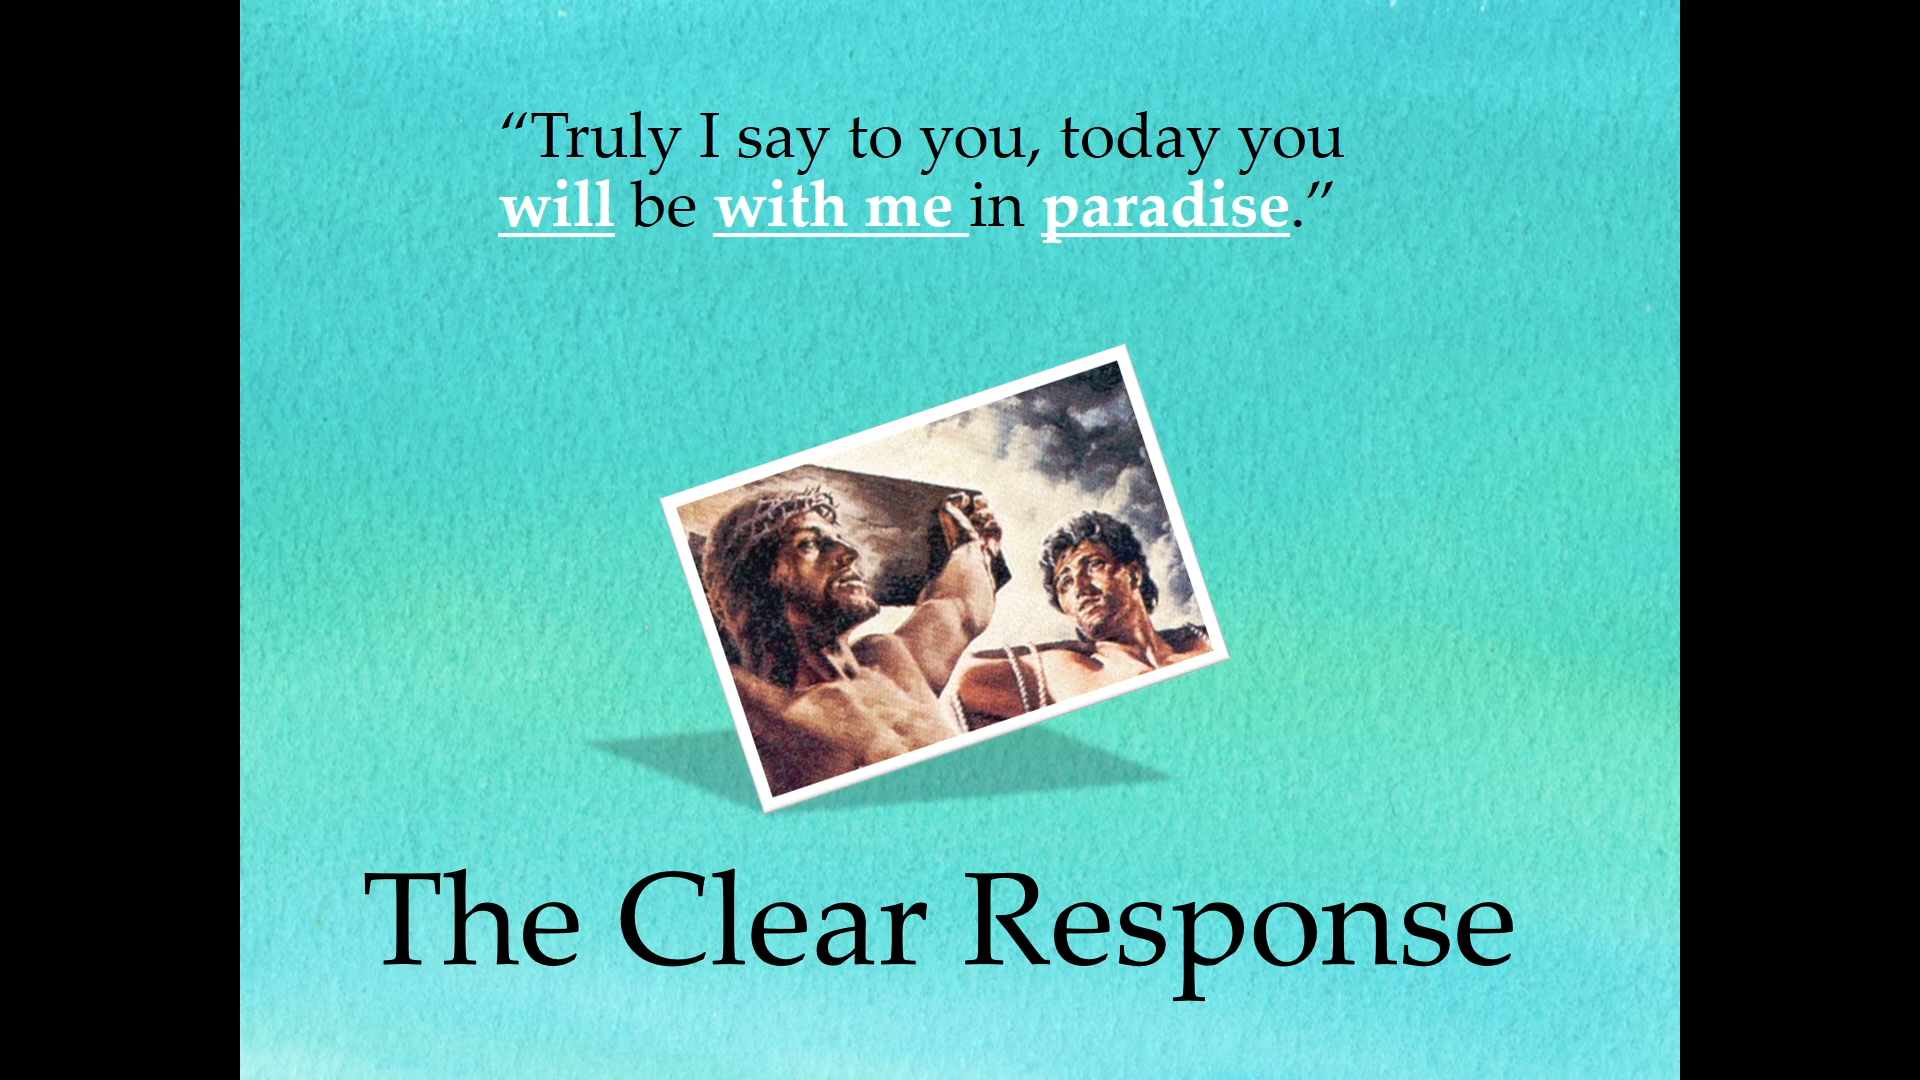 “Truly I say to you, today you
will be with me in paradise.”
The Clear Response